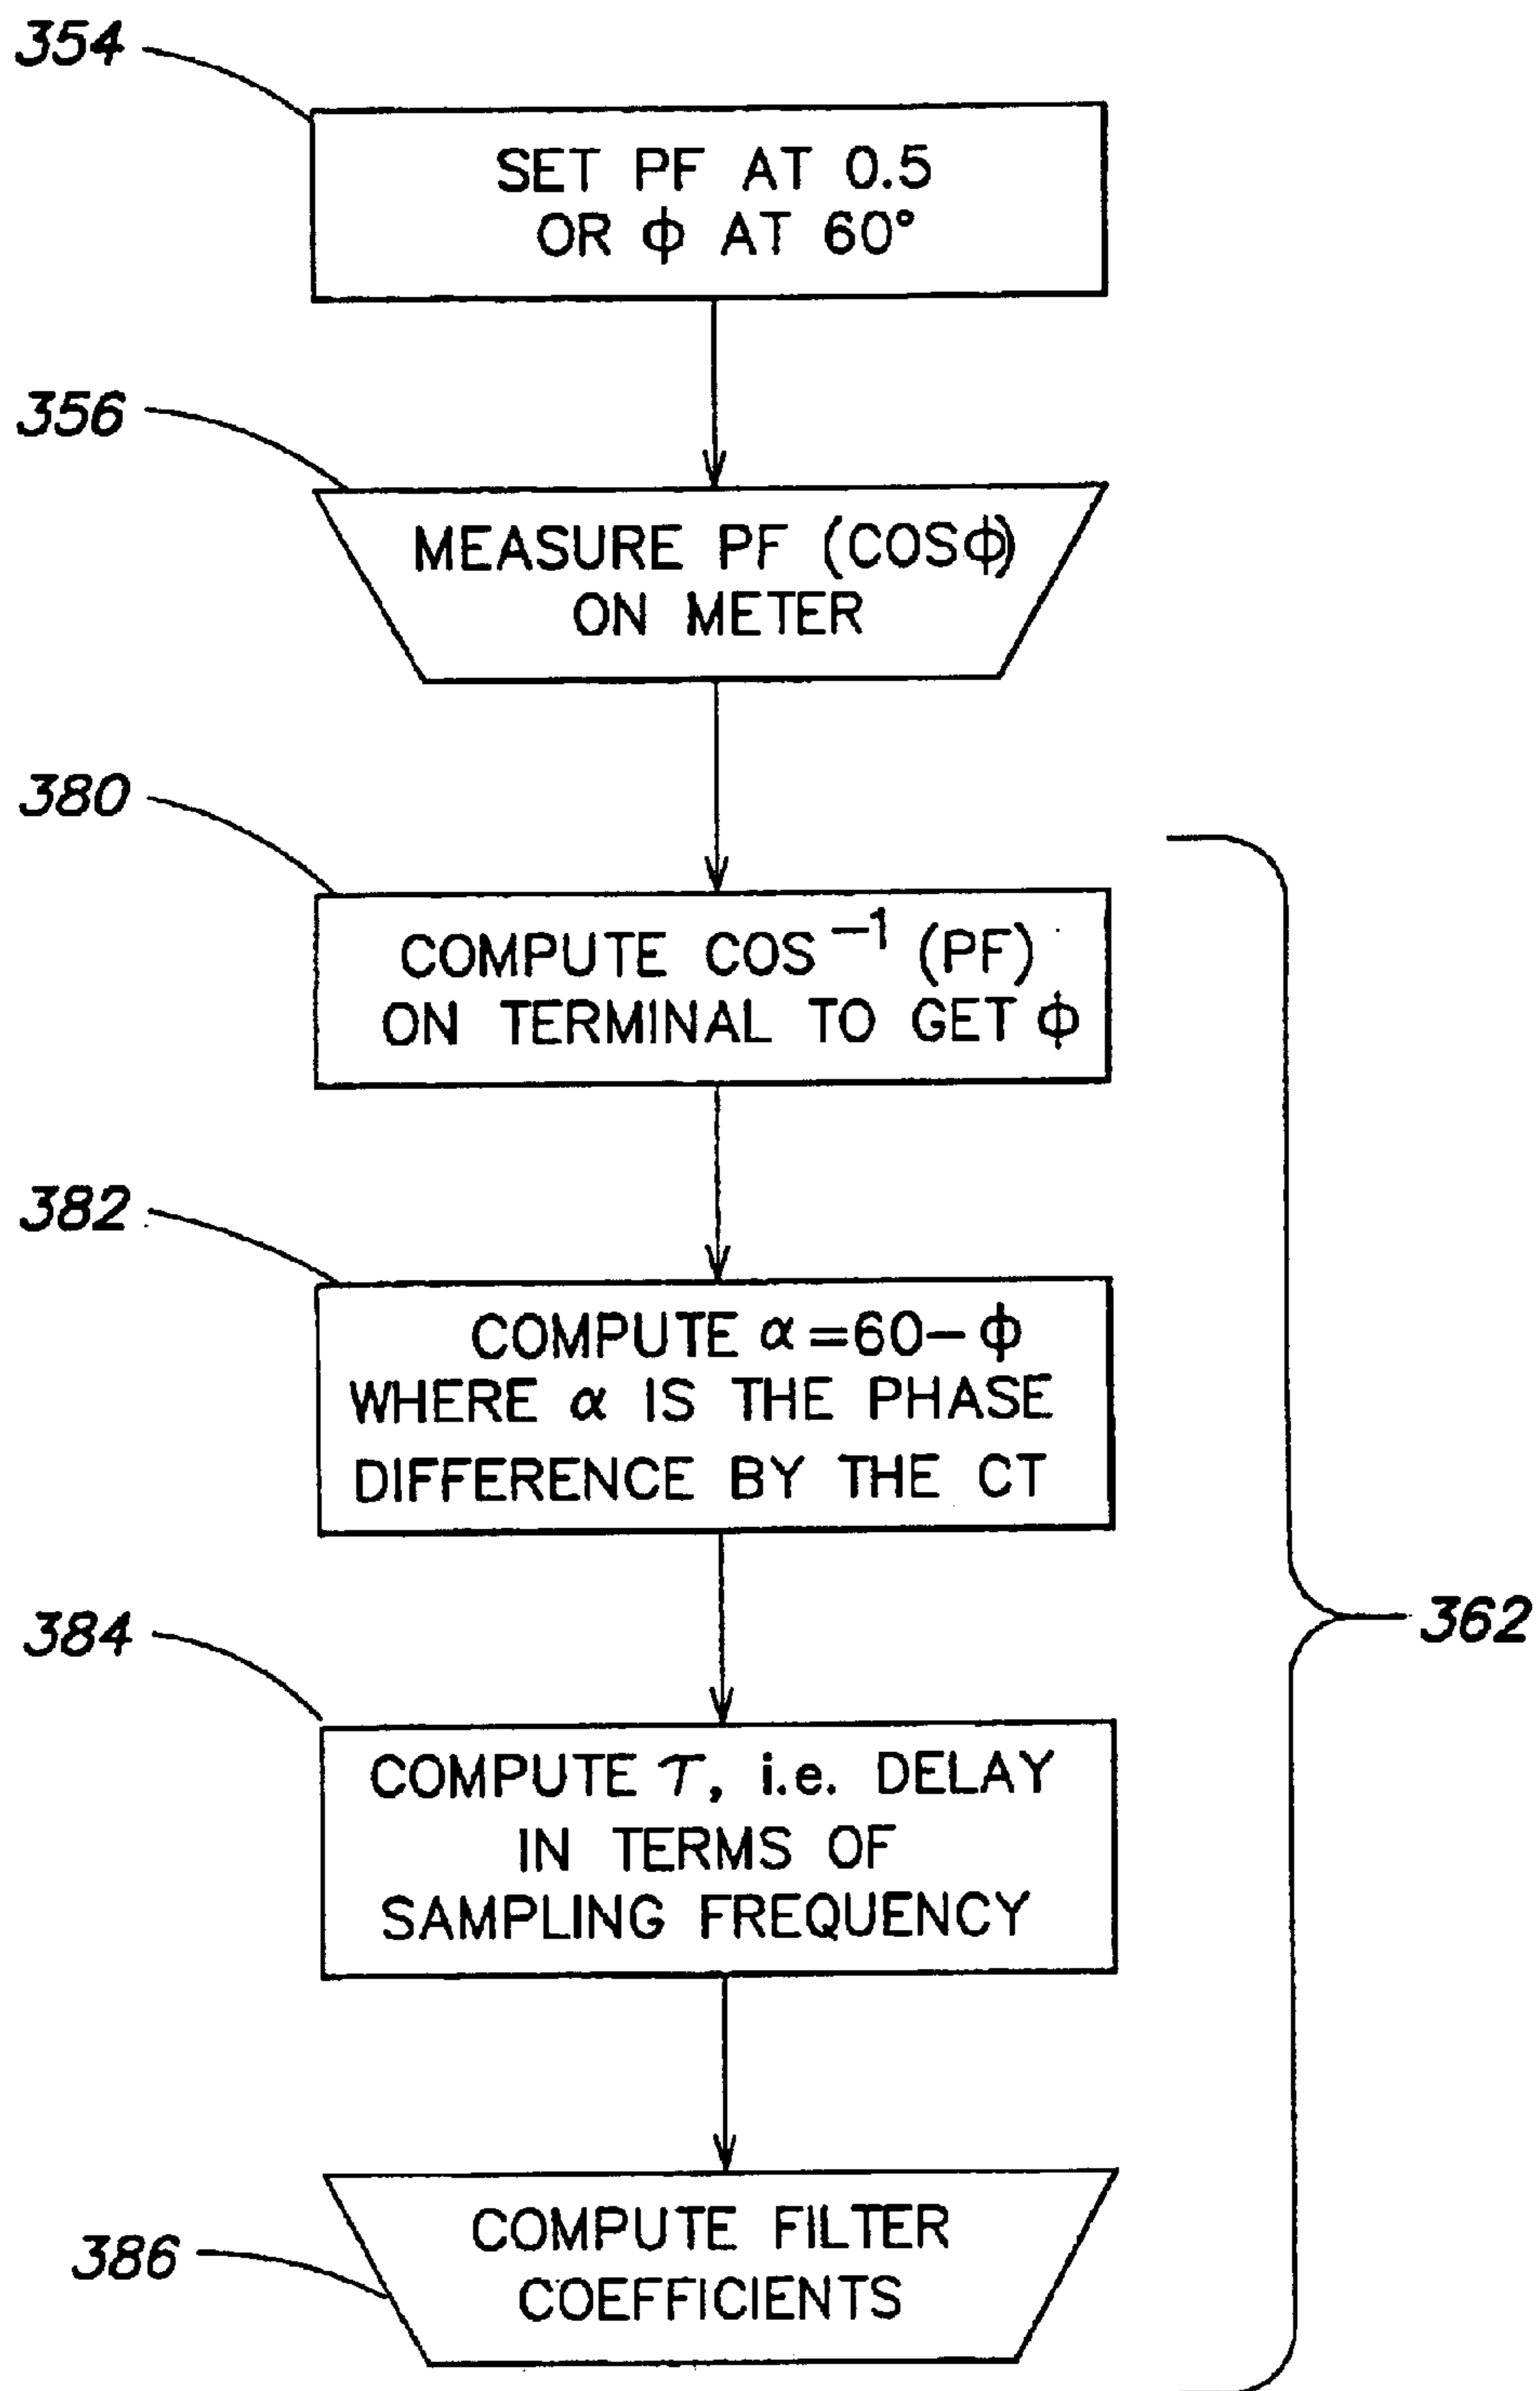 354
SET PF AT 0.5
OR Φ AT 60°
356
MEASURE PF (COSΦ)
ON METER
380
COMPUTE COS⁻¹ (PF)
ON TERMINAL TO GET Φ
382
COMPUTE α=60-Φ
WHERE α IS THE PHASE
DIFFERENCE BY THE CT
384
COMPUTE τ, i.e. DELAY
IN TERMS OF
SAMPLING FREQUENCY
362
386
COMPUTE FILTER
COEFFICIENTS